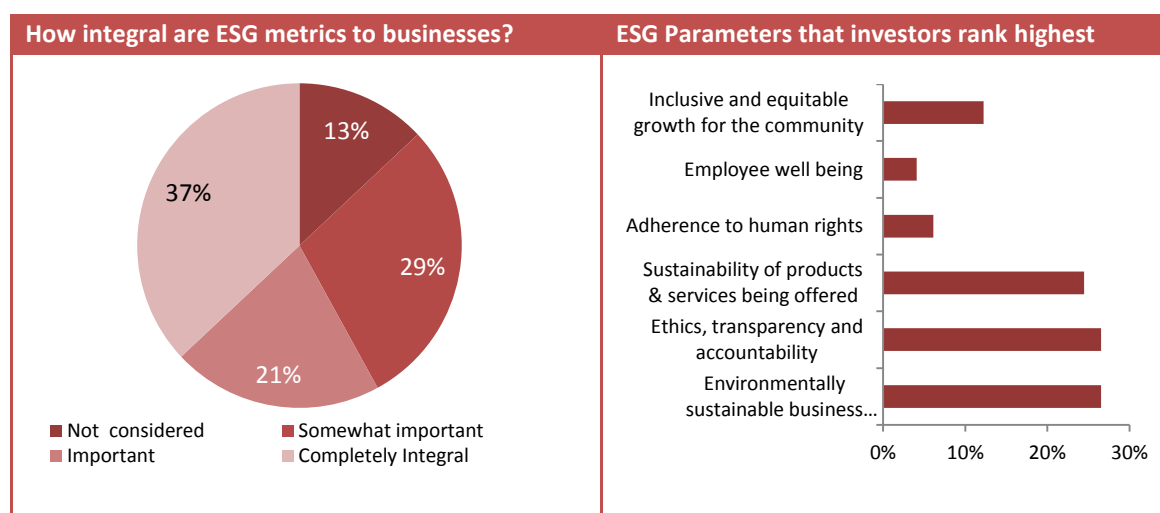 How integral are ESG metrics to businesses?
13%
29%
21%
37%
Not considered
Somewhat important
Important
Completely Integral
ESG Parameters that investors rank highest
Inclusive and equitable
growth for the community
Employee well being
Adherence to human rights
Sustainability of products
& services being offered
Ethics, transparency and
accountability
Environmentally
sustainable business…
0%
10%
20%
30%